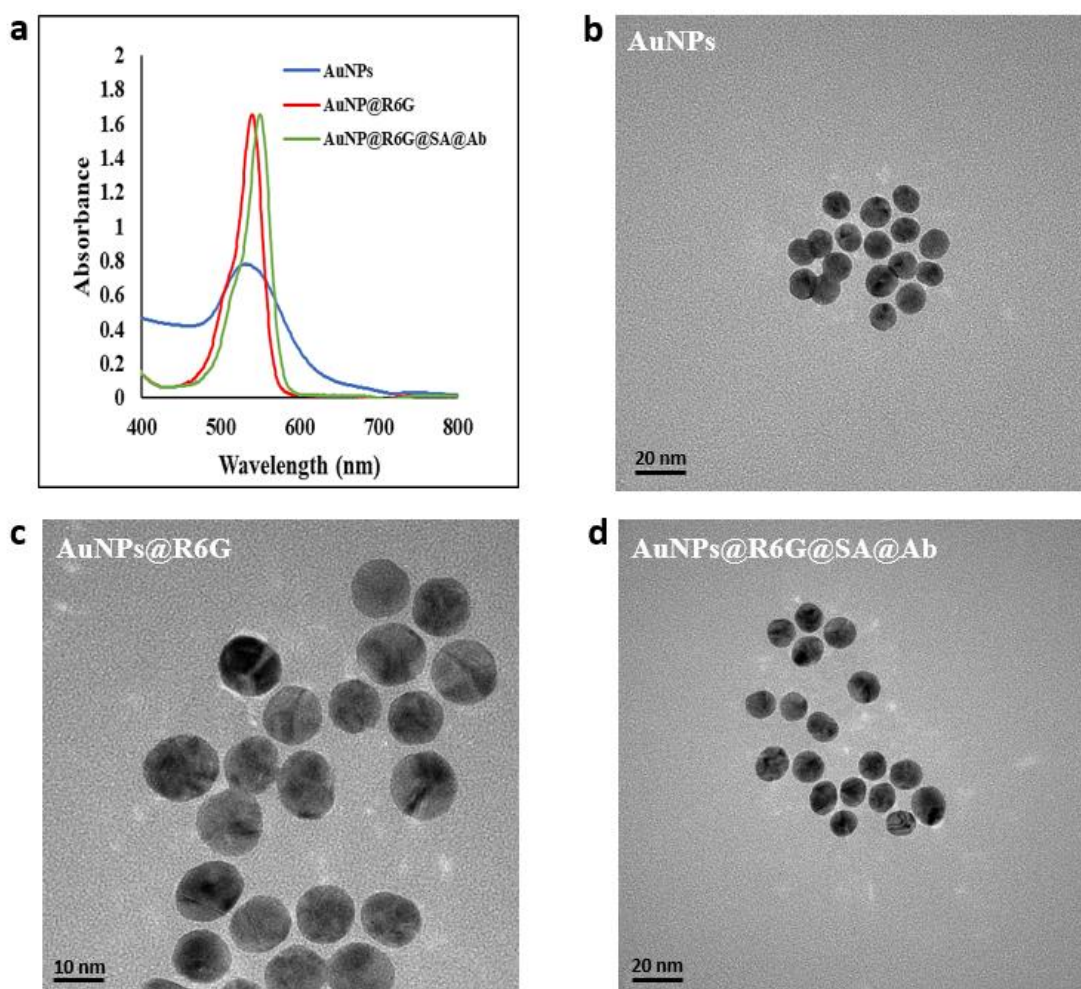 a
2
1.8
1.6
1.4
1.2
1
0.8
0.6
0.4
0.2
0
Absorbance
AuNPs
AuNP@R6G
AuNP@R6G@SA@Ab
400 500 600 700 800
Wavelength (nm)
b
AuNPs
20 nm
c
AuNPs@R6G
10 nm
d
AuNPs@R6G@SA@Ab
20 nm